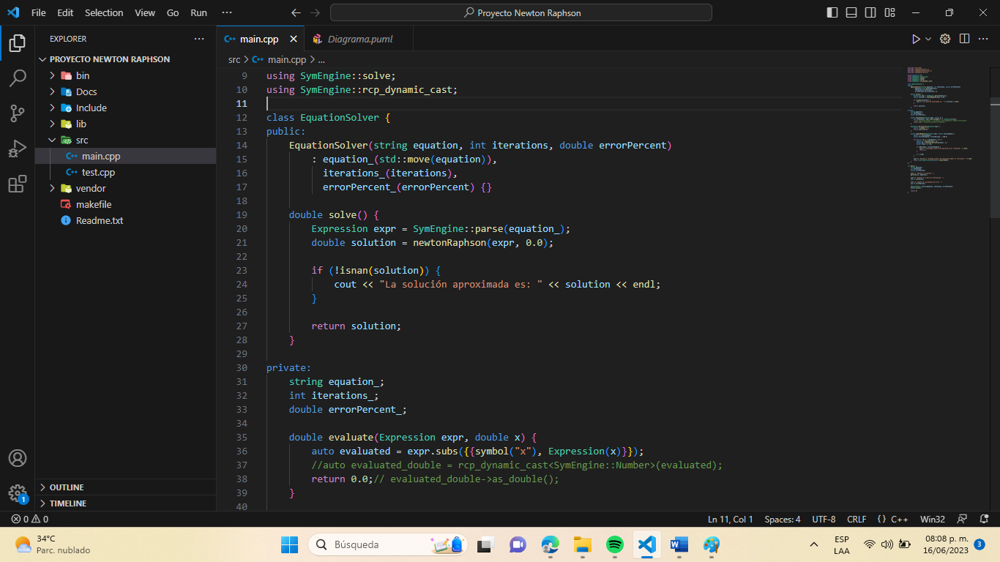 File Edit Selection View Go Run ···
Proyecto Newton Raphson
EXPLORER
main.cpp
Diagrama.puml
PROYECTO NEWTON RAPHSON
src > main.cpp > ...
bin
Docs
Include
lib
src
main.cpp
test.cpp
vendor
makefile
Readme.txt
9 using SymEngine::solve;
10 using SymEngine::rcp_dynamic_cast;
11
12 class EquationSolver {
13 public:
14 EquationSolver(string equation, int iterations, double errorPercent)
15 : equation_(std::move(equation)),
16 iterations_(iterations),
17 errorPercent_(errorPercent) {}
18
19 double solve() {
20 Expression expr = SymEngine::parse(equation_);
21 double solution = newtonRaphson(expr, 0.0);
22
23 if (!isnan(solution)) {
24 cout << "La solución aproximada es: " << solution << endl;
25 }
26
27 return solution;
28 }
29
30 private:
31 string equation_;
32 int iterations_;
33 double errorPercent_;
34
35 double evaluate(Expression expr, double x) {
36 auto evaluated = expr.subs({{symbol("x"), Expression(x)}});
37 //auto evaluated_double = rcp_dynamic_cast<SymEngine::Number>(evaluated);
38 return 0.0;// evaluated_double->as_double();
39 }
40
OUTLINE
TIMELINE
1
0 0
Ln 11, Col 1 Spaces: 4 UTF-8 CRLF {} C++ Win32
34°C
Parc. nublado
Búsqueda
ESP
LAA
08:08 p. m.
16/06/2023
3